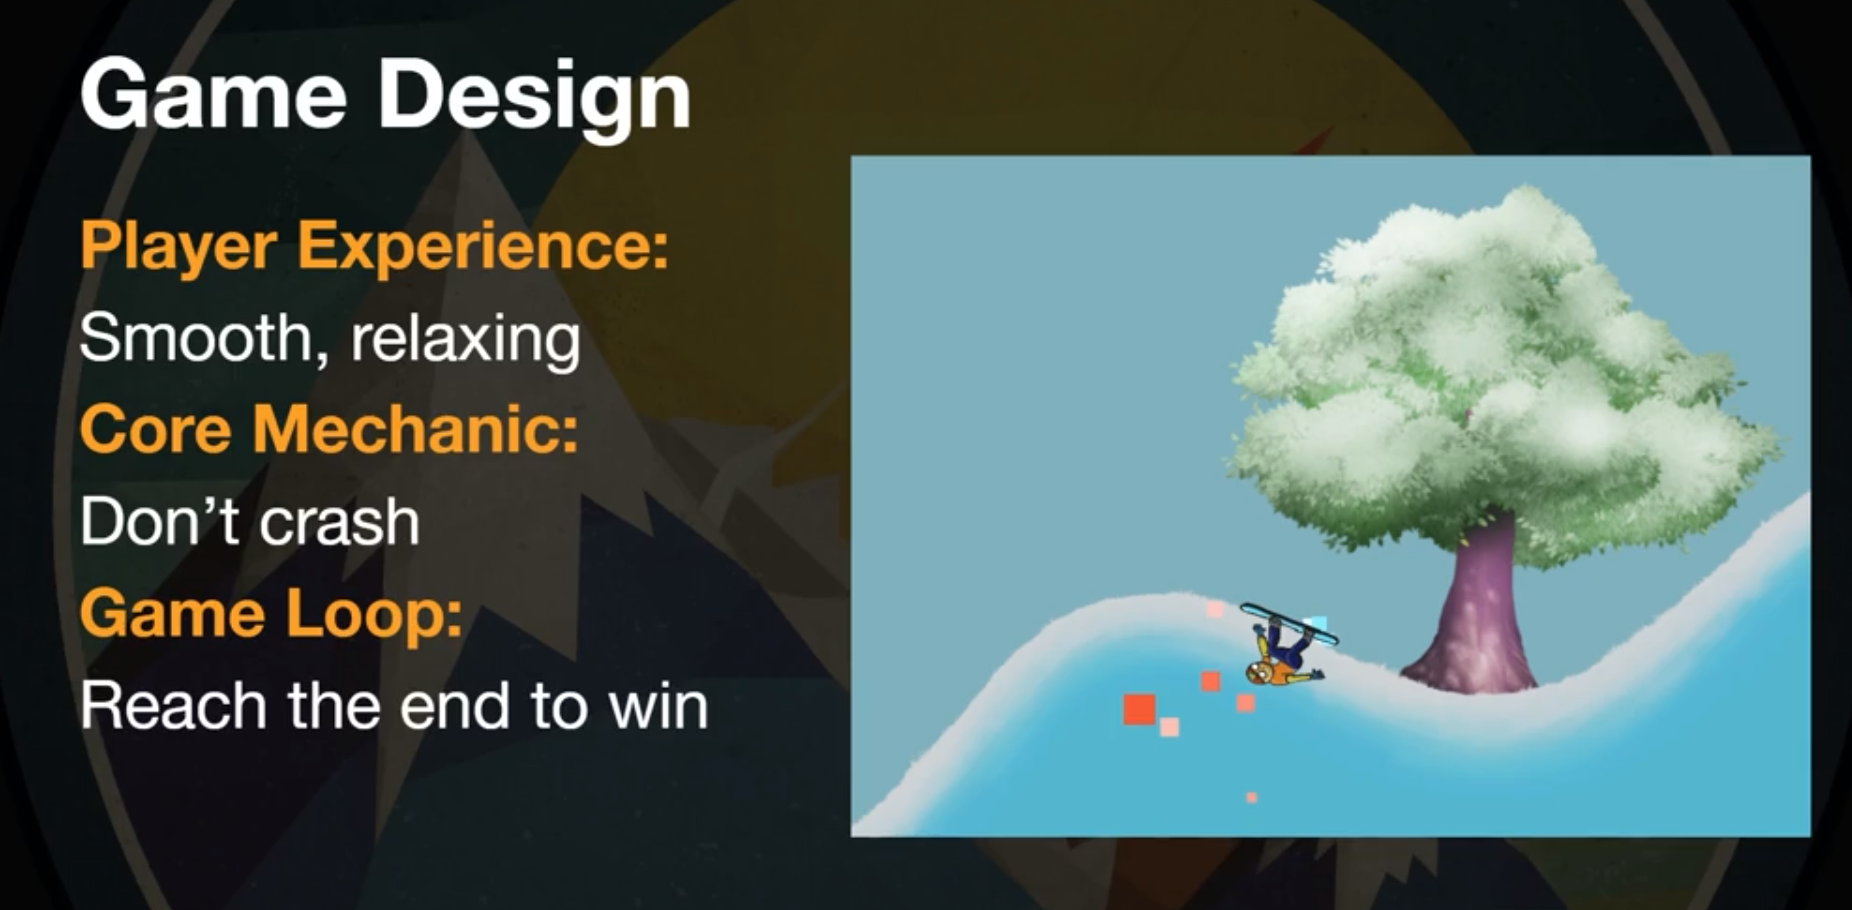 Game Design
Player Experience:
Smooth, relaxing
Core Mechanic:
Don’t crash
Game Loop:
Reach the end to win